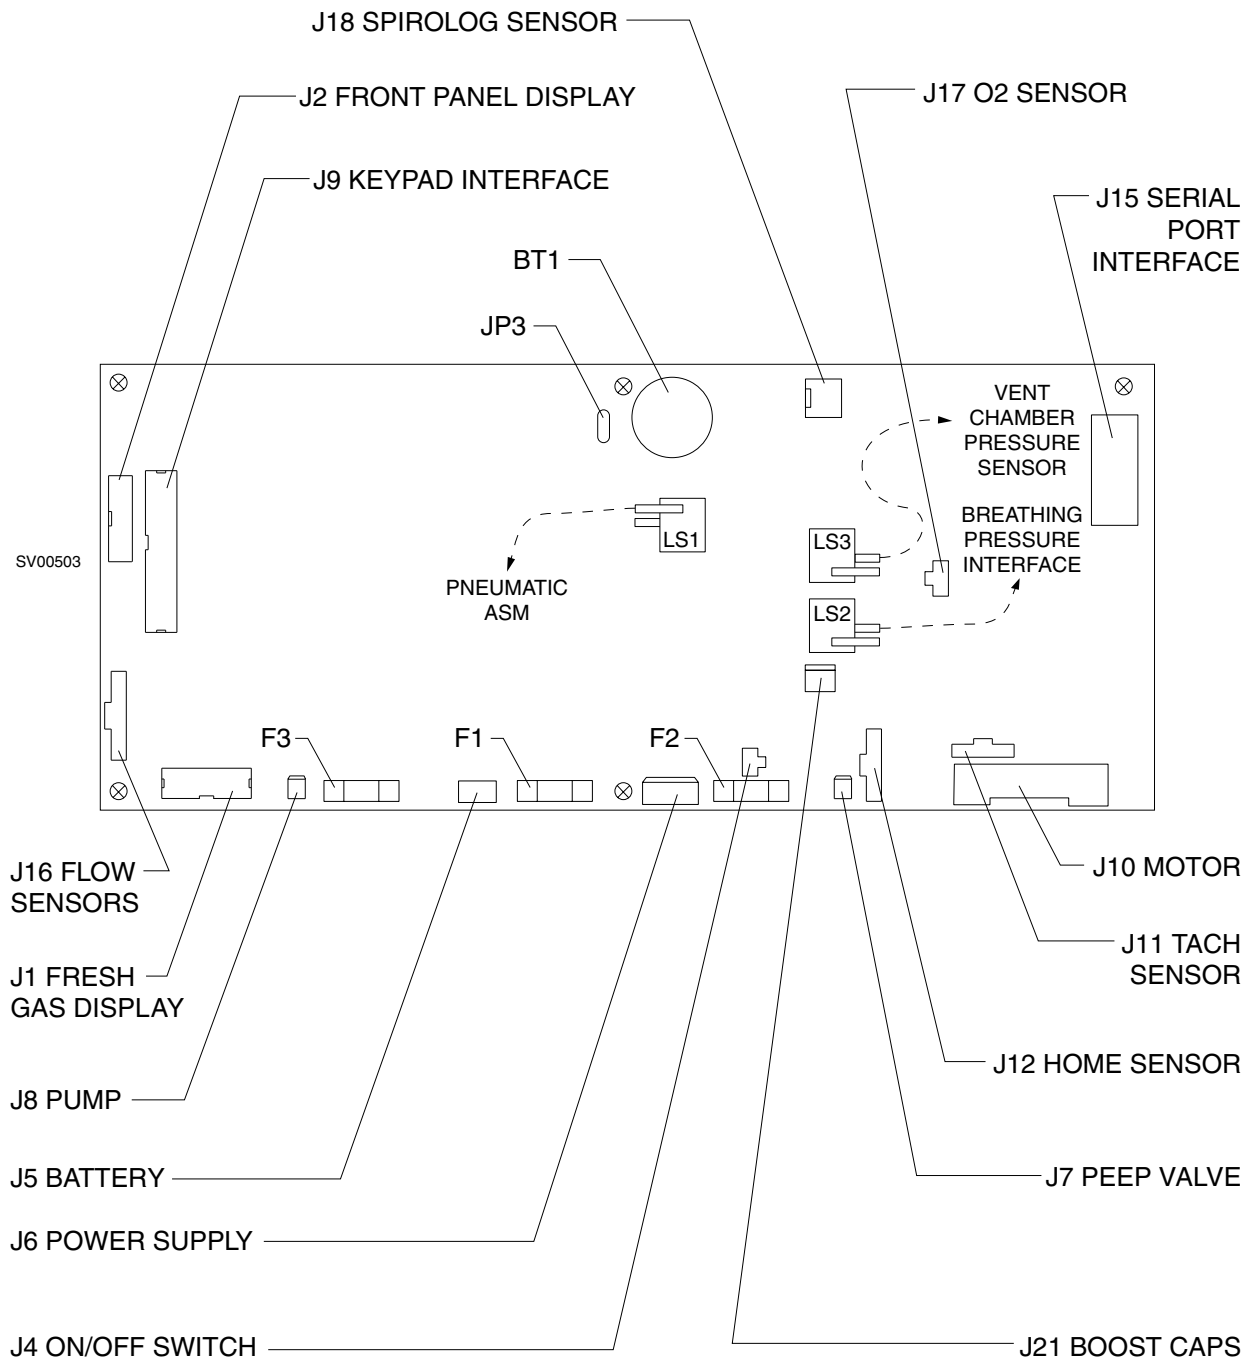 J18 SPIROLOG SENSOR
J2 FRONT PANEL DISPLAY
J17 O2 SENSOR
J9 KEYPAD INTERFACE
J15 SERIAL
PORT
INTERFACE
BT1
JP3
VENT
CHAMBER
PRESSURE
SENSOR
BREATHING
PRESSURE
INTERFACE
LS1
LS3
SV00503
PNEUMATIC
ASM
LS2
F3
F1
F2
J16 FLOW
SENSORS
J10 MOTOR
J11 TACH
SENSOR
J1 FRESH
GAS DISPLAY
J12 HOME SENSOR
J8 PUMP
J5 BATTERY
J7 PEEP VALVE
J6 POWER SUPPLY
J4 ON/OFF SWITCH
J21 BOOST CAPS